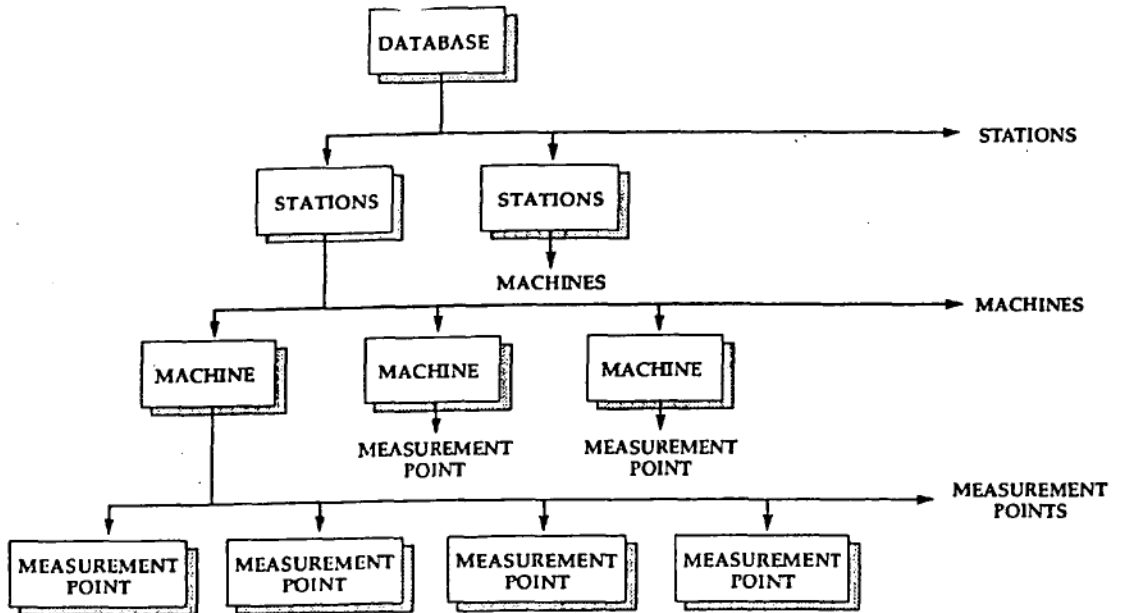 DATABASE
STATIONS
STATIONS
STATIONS
MACHINES
MACHINES
MACHINE
MACHINE
MACHINE
MEASUREMENT
POINT
MEASUREMENT
POINT
MEASUREMENT
POINTS
MEASUREMENT
POINT
MEASUREMENT
POINT
MEASUREMENT
POINT
MEASUREMENT
POINT